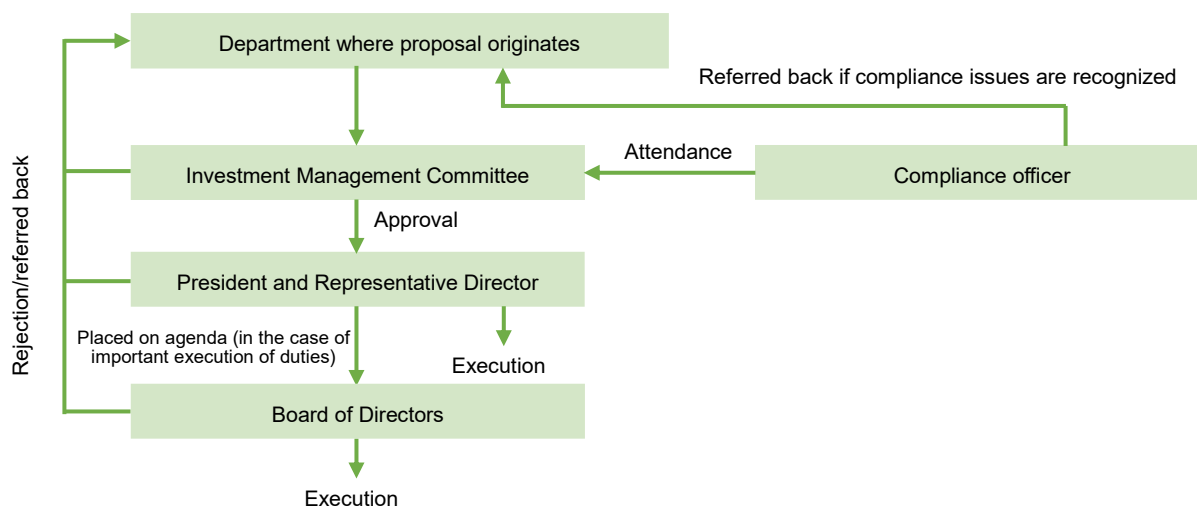 Department where proposal originates
Referred back if compliance issues are recognized
Rejection/referred back
Investment Management Committee
Attendance
Compliance officer
Approval
President and Representative Director
Placed on agenda (in the case of
important execution of duties)
Execution
Board of Directors
Execution